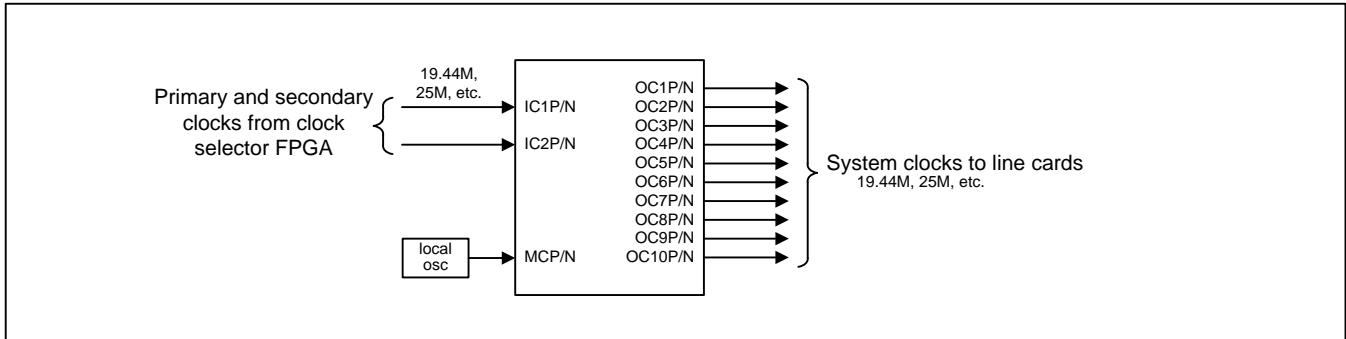 Primary and secondary
clocks from clock
selector FPGA
19.44M,
25M, etc.
IC1P/N
IC2P/N
local
osc
MCP/N
OC1P/N
OC2P/N
OC3P/N
OC4P/N
OC5P/N
OC6P/N
OC7P/N
OC8P/N
OC9P/N
OC10P/N
System clocks to line cards
19.44M, 25M, etc.